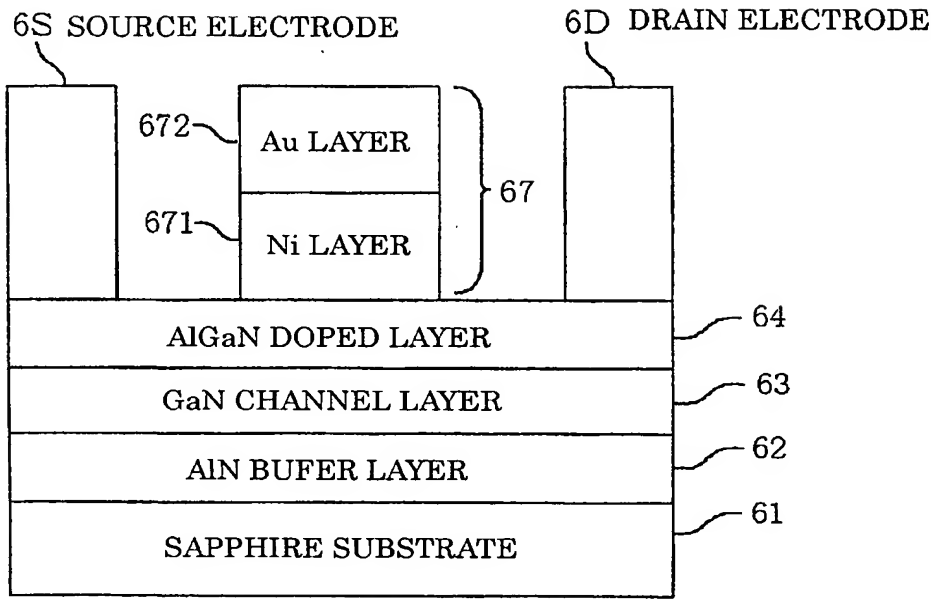 6S SOURCE ELECTRODE
6D DRAIN ELECTRODE
672
Au LAYER
67
671
Ni LAYER
AlGaN DOPED LAYER
64
GaN CHANNEL LAYER
63
AlN BUFER LAYER
62
SAPPHIRE SUBSTRATE
61